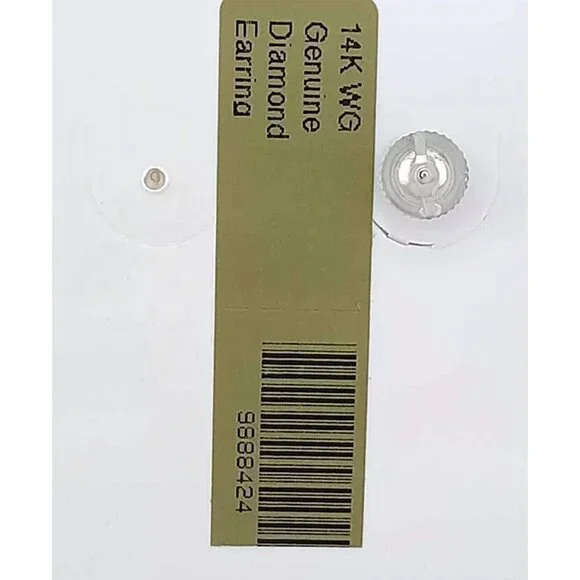 14K WG
Genuine
Diamond
Earring
9888424